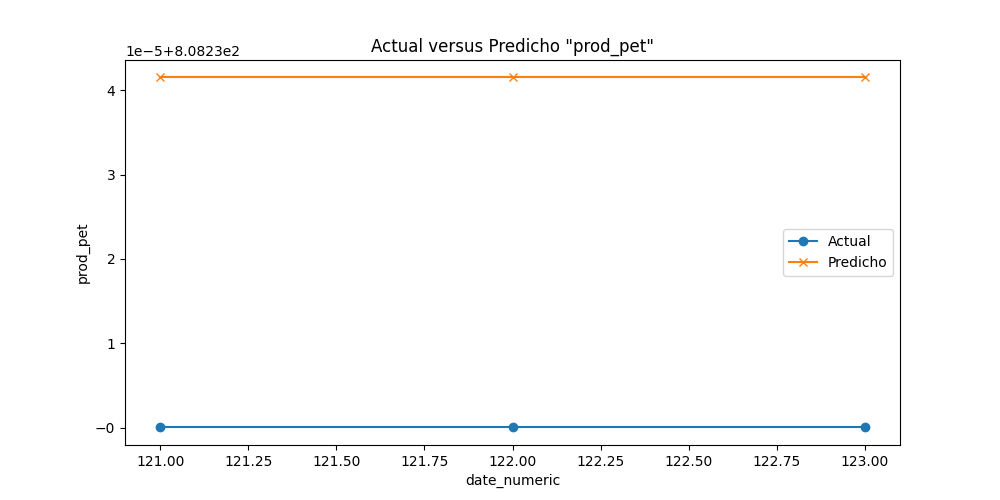 Actual versus Predicho "prod_pet"
1e−5+8.0823e2
4
3
2
1
−0
prod_pet
Actual
Predicho
121.00 121.25 121.50 121.75 122.00 122.25 122.50 122.75 123.00
date_numeric